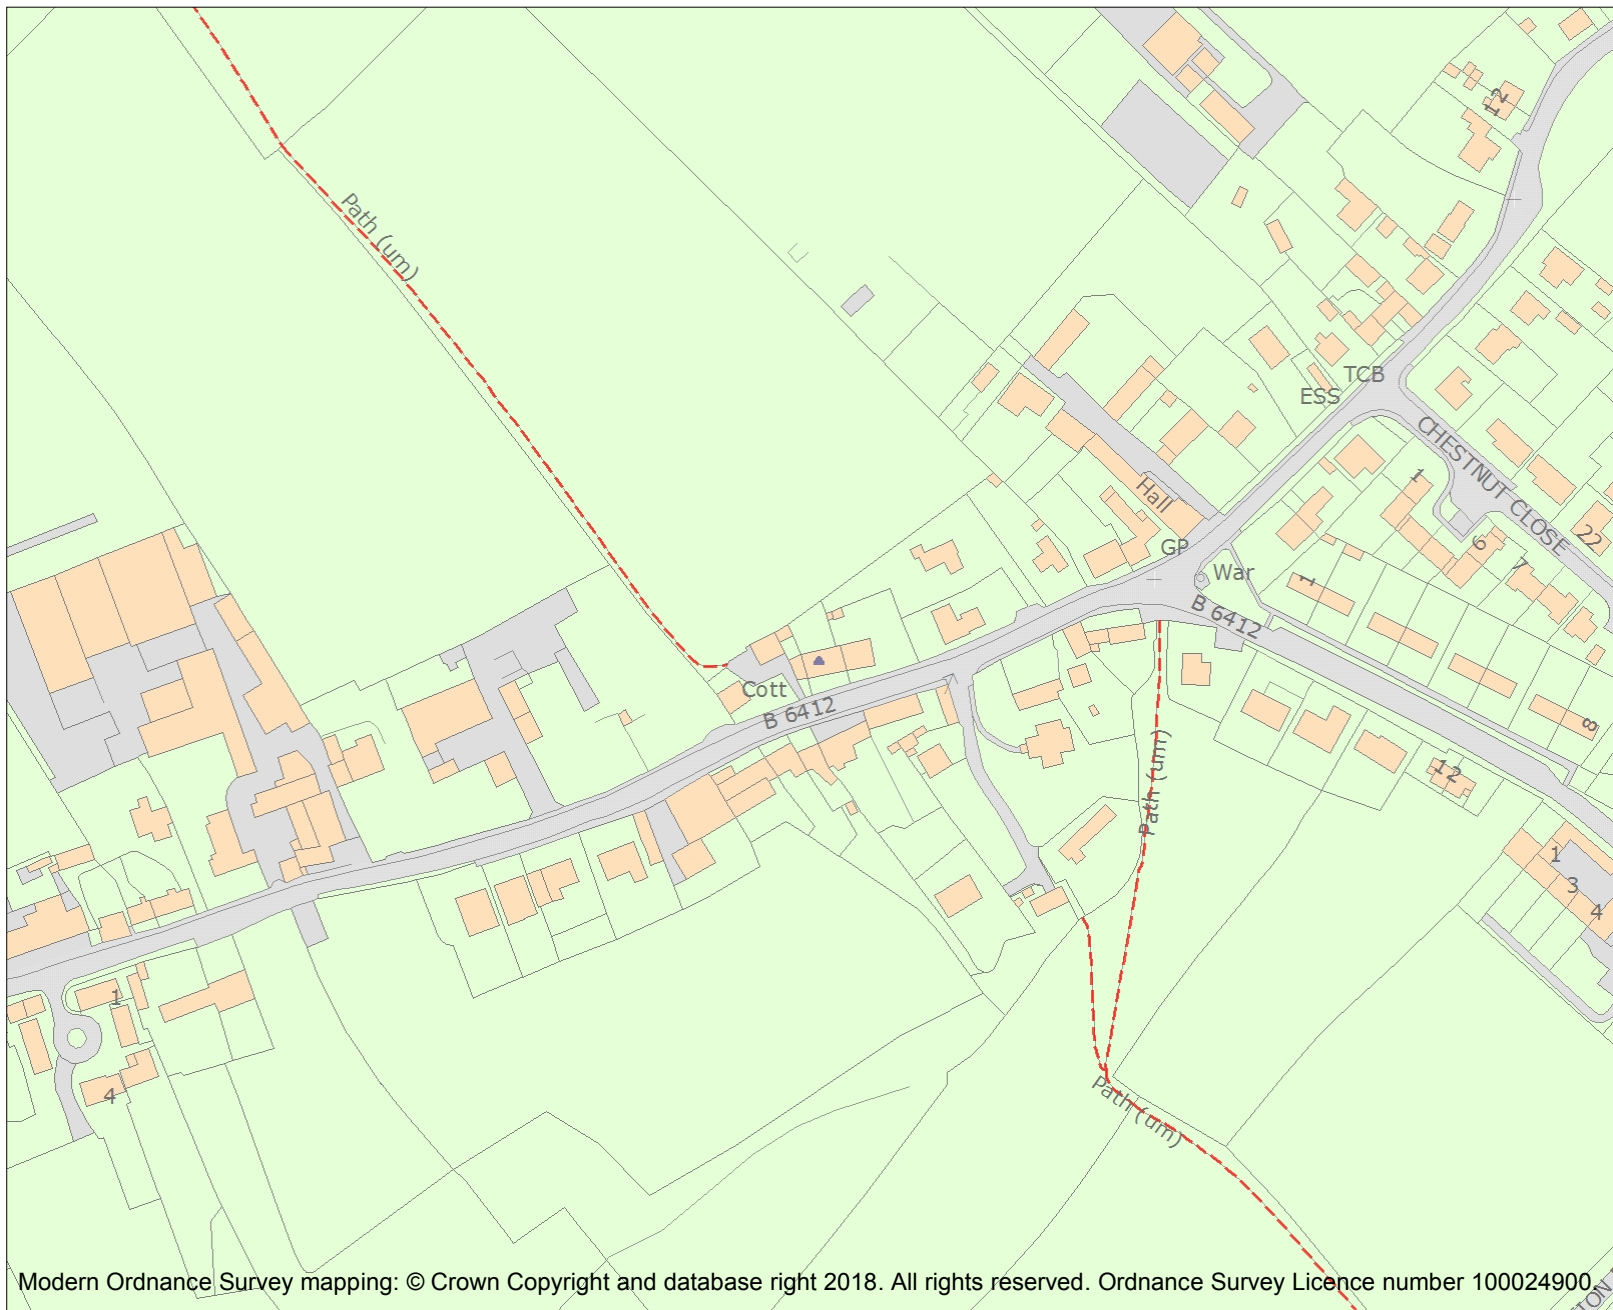 12
Path (um)
TCB
ESS
CHESTNUT CLOSE
1
Hall
22
6
GP
7
War
1
B 6412
Cott
B 6412
8
Path (um)
12
1
3
4
1
4
Path (um)
Modern Ordnance Survey mapping: © Crown Copyright and database right 2018. All rights reserved. Ordnance Survey Licence number 100024900.
TON